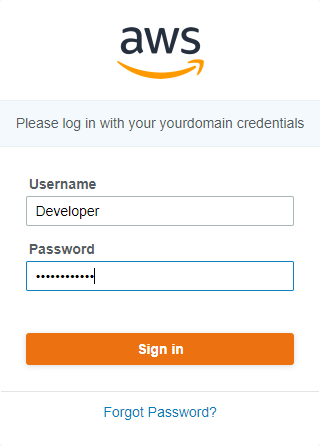 aws
Please log in with your yourdomain credentials
Username
Developer
Password
••••••••••••
Sign in
Forgot Password?